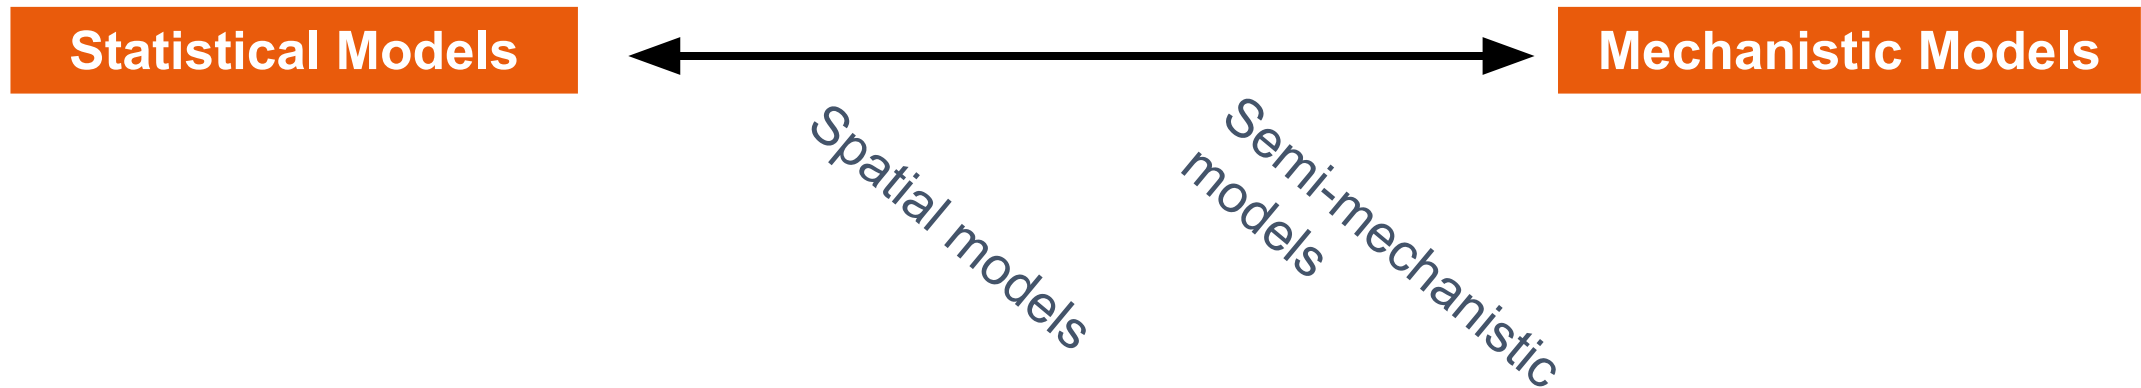 Statistical Models
Mechanistic Models
Spatial models
Semi-mechanistic
models